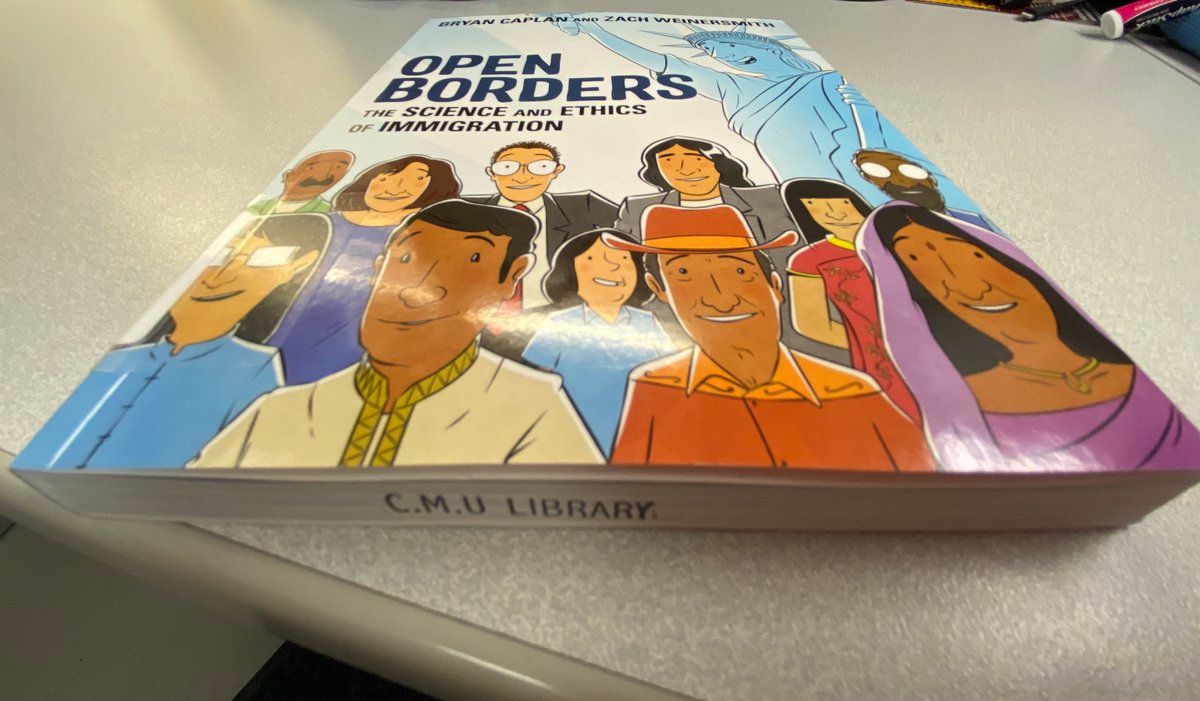 BRYAN CAPLAN AND ZACH WEINERSMITH
OPEN
BORDERS
THE SCIENCE AND ETHICS
OF IMMIGRATION
C.M.U LIBRARY